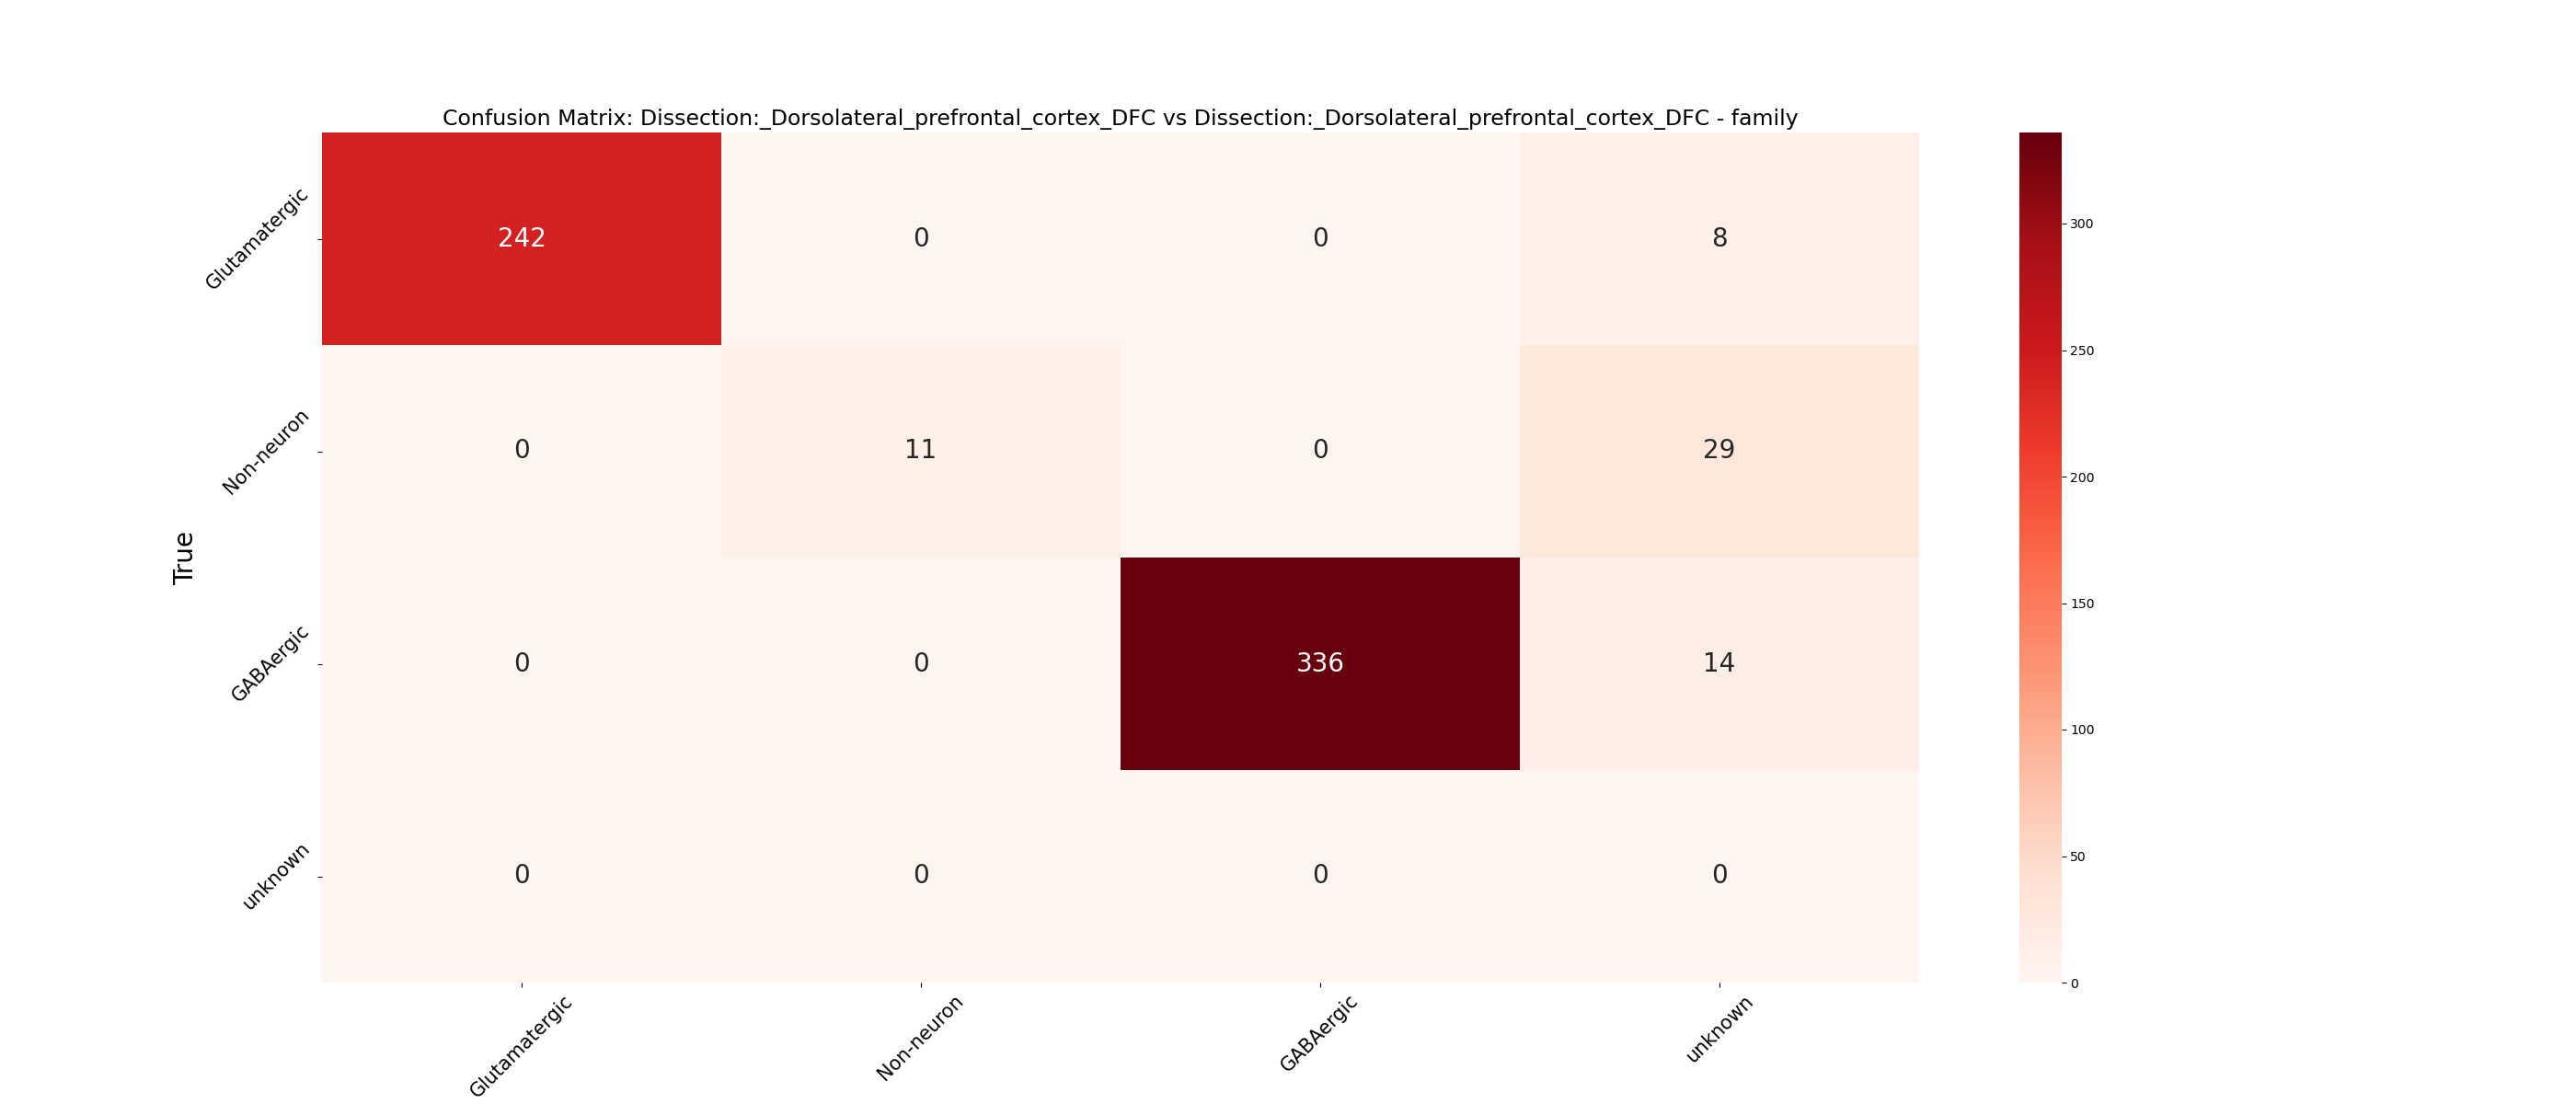 Confusion Matrix: Dissection:_Dorsolateral_prefrontal_cortex_DFC vs Dissection:_Dorsolateral_prefrontal_cortex_DFC - family
True
Glutamatergic
242
0
0
8
Non-neuron
0
11
0
29
GABAergic
0
0
336
14
unknown
0
0
0
0
Glutamatergic
Non-neuron
GABAergic
unknown
300
250
200
150
100
50
0